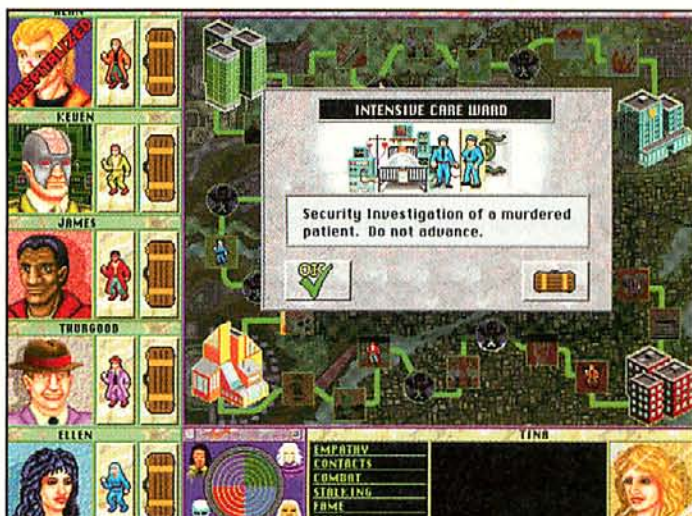 HOSPITALIZED
KEVEN
JAMES
THURGOOD
ELLEN
INTENSIVE CARE WARD
Security Investigation of a murdered
patient. Do not advance.
TINA
EMPATHY
CONTACTS
COMBAT
STALKING
FAME